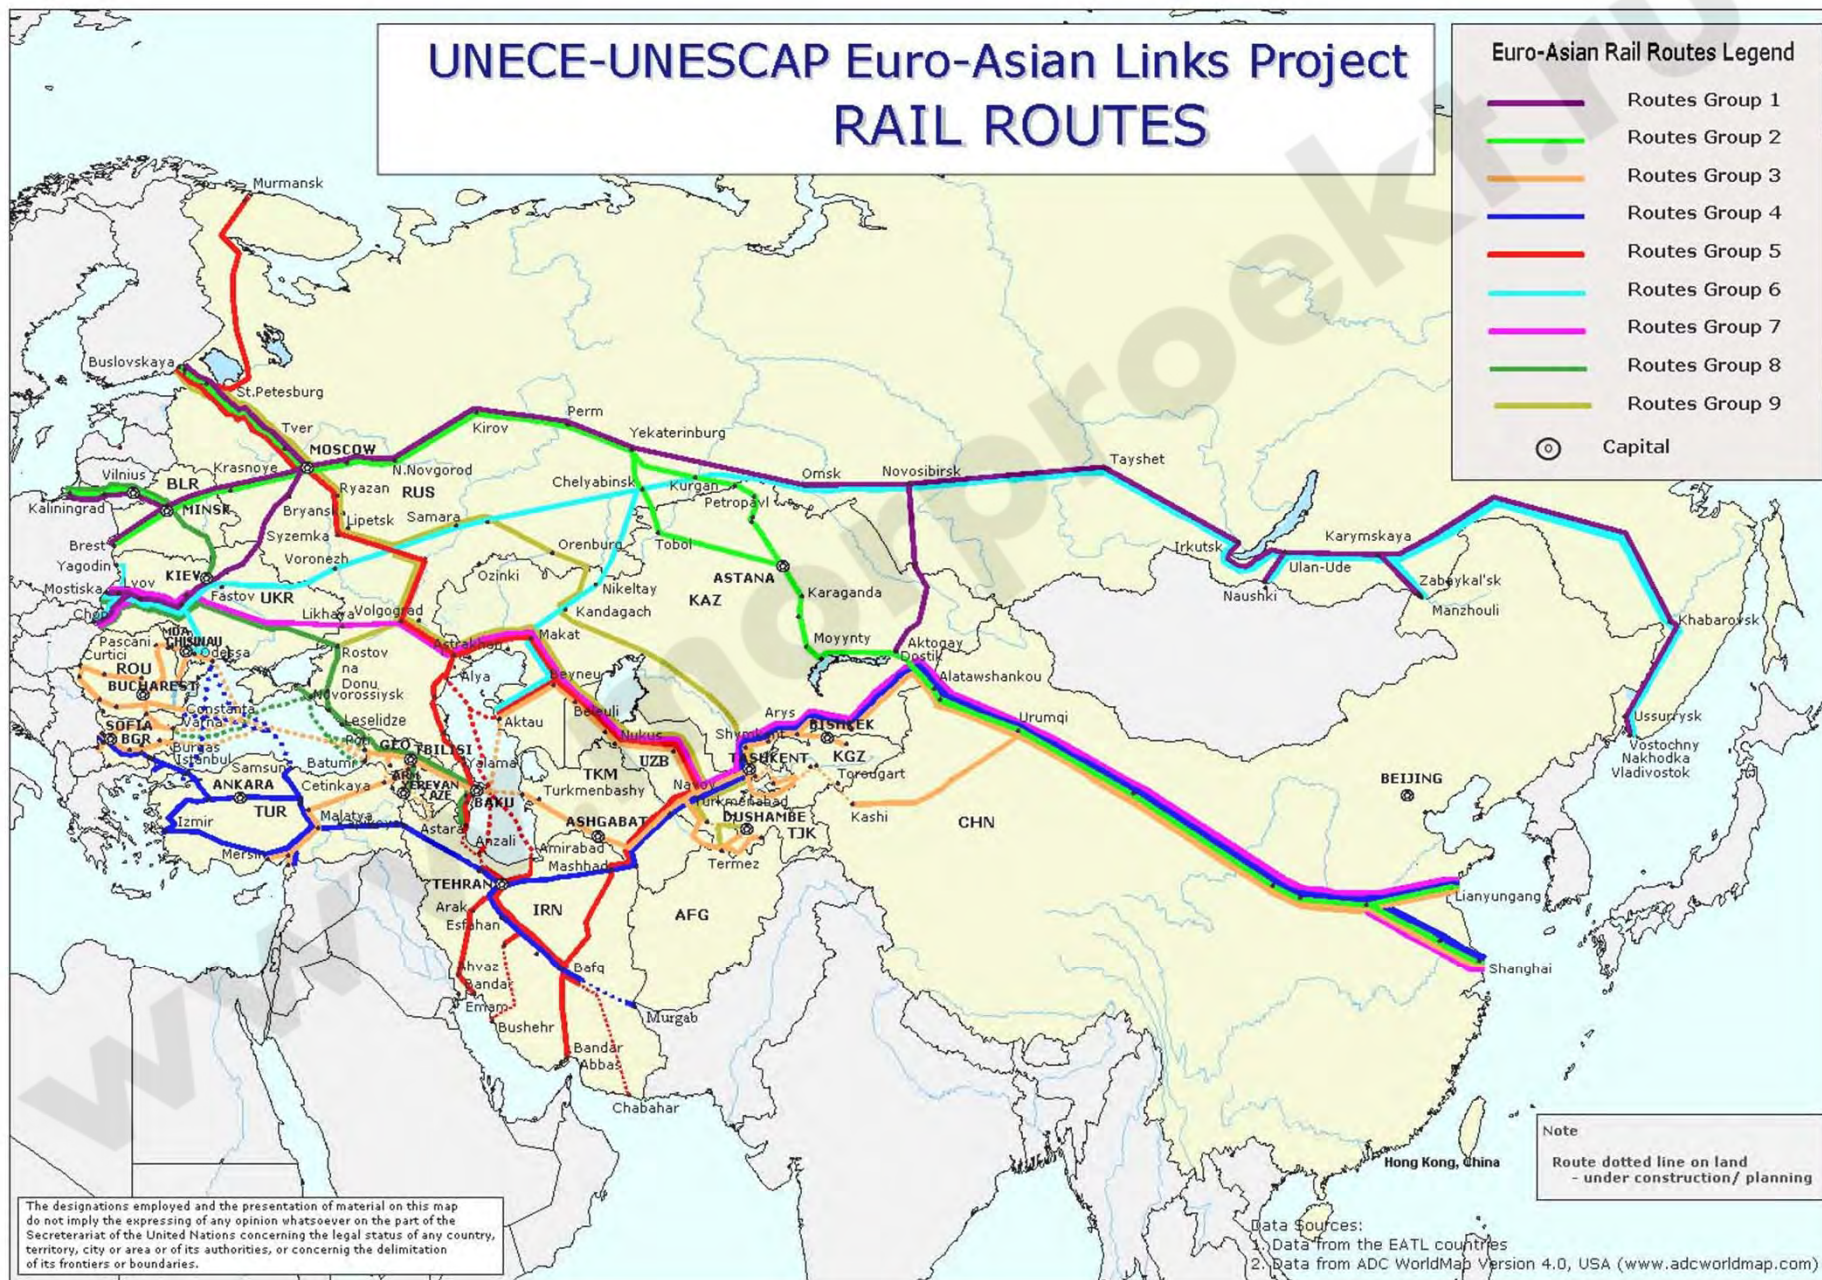 UNECE-UNESCAP Euro-Asian Links Project
RAIL ROUTES
Euro-Asian Rail Routes Legend
Routes Group 1
Routes Group 2
Routes Group 3
Routes Group 4
Routes Group 5
Routes Group 6
Routes Group 7
Routes Group 8
Routes Group 9
Capital
Murmansk
Buslovskaya
St.Petesburg
Tver
MOSCOW
Kirov
Perm
Yekaterinburg
N.Novgorod
Krasnoye
Vilnius
BLR
Kaliningrad
MINSK
Ryazan
RUS
Bryansk
Lipetsk
Samara
Chelyabinsk
Kurgan
Petropavl
Omsk
Novosibirsk
Tayshet
Syzemka
Brest
Voronezh
Yagodin
Orenburg
Tobol
Ozinki
ASTANA
Irkutsk
Karymskaya
Ulan-Ude
Zabaykal'sk
Naushki
Manzhouli
Khabarovsk
KIEV
Mostiska
Lvov
Fastov
UKR
Chop
Likhaya
Volgograd
Nikeltay
KAZ
Kandagach
Karaganda
Makat
Moyynty
Aktogay
Dostik
Alatawshankou
Astrakhan
MDA
CHISINAU
Odessa
Pascani
Curtici
ROU
BUCHAREST
Rostov
na
Donu
Alya
Beyneu
Novorossiysk
Constanta
Aktau
Beleuli
Arys
BISHKEK
Urumqi
Ussuriysk
Vostochny
Nakhodka
Vladivostok
SOFIA
BGR
Varna
Leselidze
Burgas
Istanbul
Poti
GEO
TBILISI
Nukus
Shymkent
KGZ
UZB
TASHKENT
Samsun
Batumi
Yalama
TKM
Torougart
BEIJING
ANKARA
Cetinkaya
ARM
YEREVAN
AZE
BAKU
Turkmenbashy
Navoy
Turkmenabad
TUR
Izmir
Malatya
Astara
ASHGABAT
DUSHAMBE
TJK
Kashi
CHN
Mersin
Anzali
Amirabad
Mashhad
Termez
TEHRAN
Lianyungang
Arak
IRN
AFG
Esfahan
Ahvaz
Bafq
Shanghai
Bandar
Emam
Murgab
Bushehr
Bandar
Abbas
Chabahar
Hong Kong, China
Note
Route dotted line on land
- under construction/ planning
The designations employed and the presentation of material on this map
do not imply the expressing of any opinion whatsoever on the part of the
Secreterariat of the United Nations concerning the legal status of any country,
territory, city or area or of its authorities, or concernig the delimitation
of its frontiers or boundaries.
Data Sources:
1. Data from the EATL countries
2. Data from ADC WorldMap Version 4.0, USA (www.adcworldmap.com)